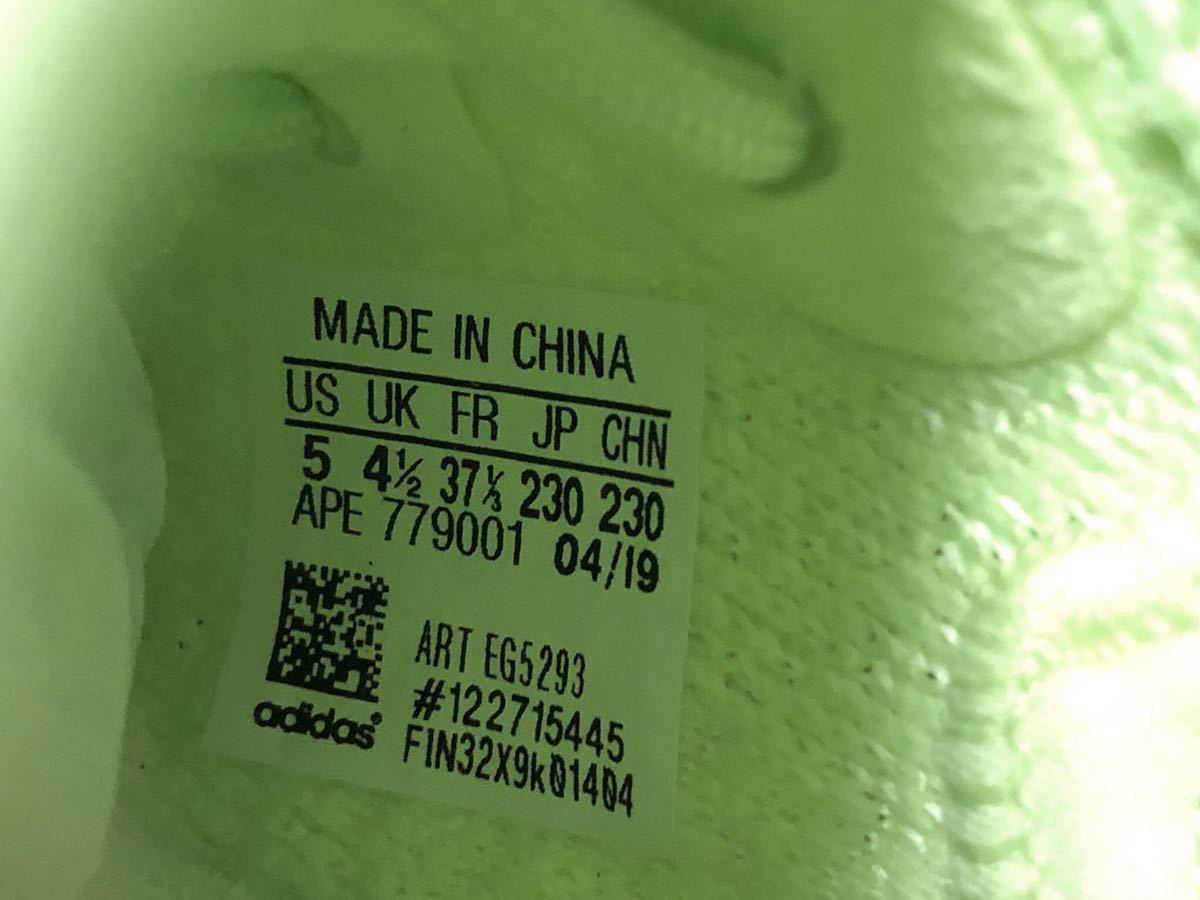 MADE IN CHINA
US UK FR JP CHN
5 4½ 37⅓ 230 230
APE 779001 04/19
ART EG5293
#122715445
FIN32X9k01404
adidas®